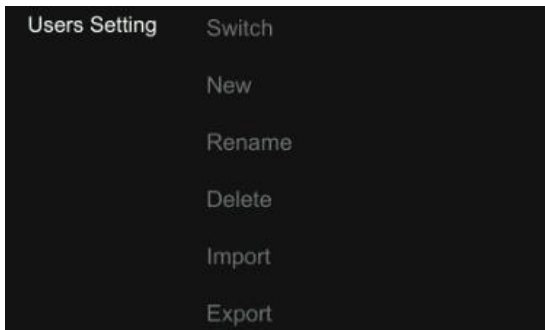 Users Setting
Switch
New
Rename
Delete
Import
Export